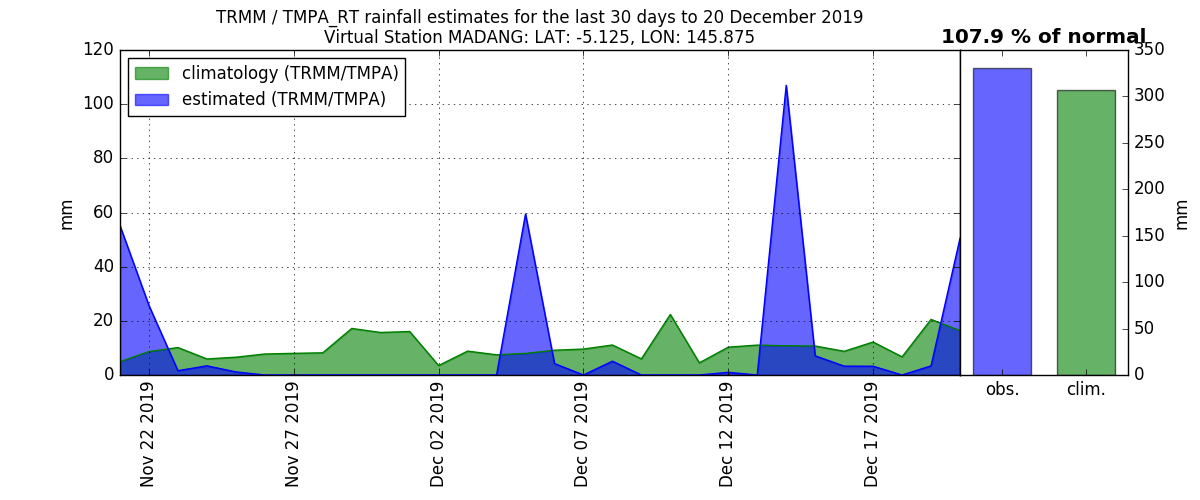 TRMM / TMPA_RT rainfall estimates for the last 30 days to 20 December 2019
Virtual Station MADANG: LAT: -5.125, LON: 145.875
107.9 % of normal
climatology (TRMM/TMPA)
estimated (TRMM/TMPA)
120
100
80
60
40
20
0
mm
Nov 22 2019
Nov 27 2019
Dec 02 2019
Dec 07 2019
Dec 12 2019
Dec 17 2019
obs.
clim.
350
300
250
200
150
100
50
0
mm